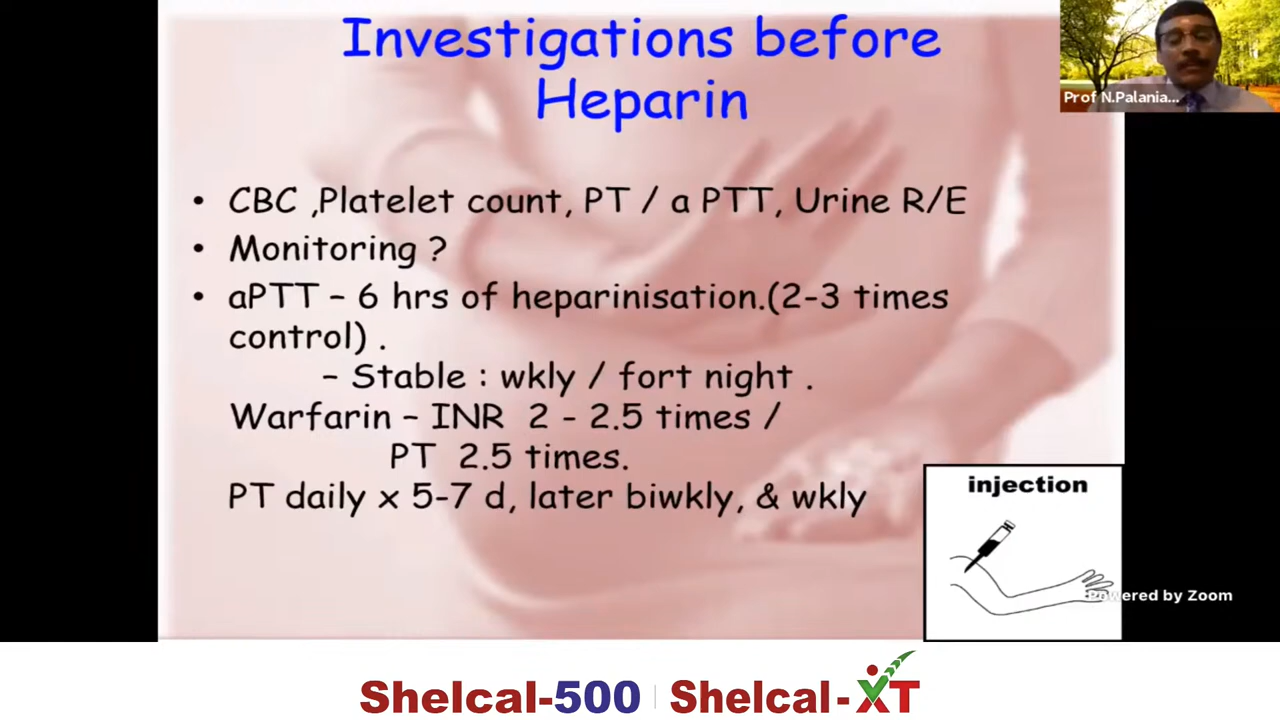 Investigations before
Heparin
Prof N.Palania...
• CBC ,Platelet count, PT / a PTT, Urine R/E
• Monitoring ?
• aPTT – 6 hrs of heparinisation.(2-3 times
control) .
– Stable : wkly / fort night .
Warfarin – INR 2 - 2.5 times /
PT 2.5 times.
PT daily x 5-7 d, later biwkly, & wkly
injection
Powered by Zoom
Shelcal-500 Shelcal-XT